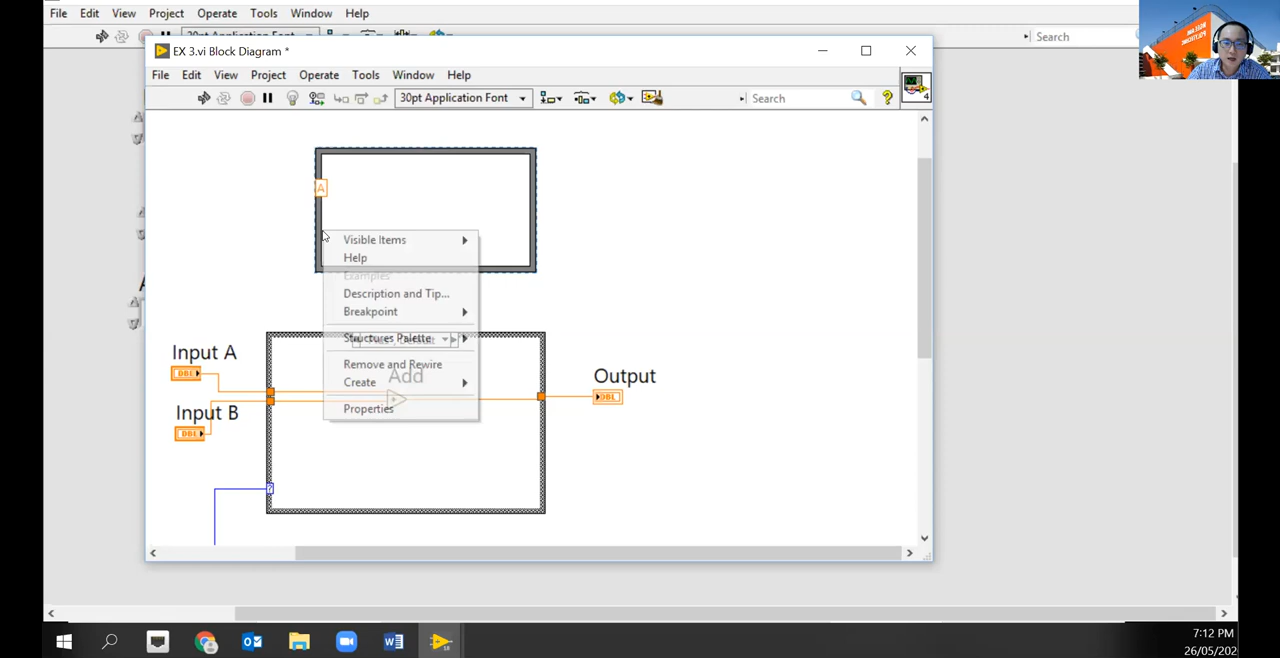 File Edit View Project Operate Tools Window Help
Search
EX 3.vi Block Diagram *
File Edit View Project Operate Tools Window Help
30pt Application Font
Search
4
A
Visible Items
Help
Examples
Description and Tip...
Breakpoint
Structures Palette
Remove and Rewire
Create
Properties
Add
Input A
DBL
Input B
DBL
Output
DBL
7:12 PM
26/05/202